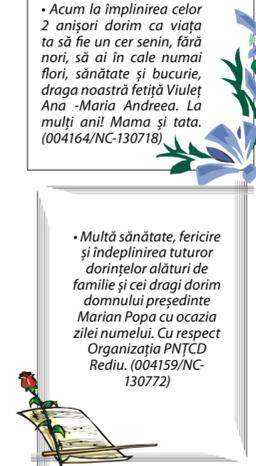 • Acum la împlinirea celor
2 anișori dorim ca viața
ta să fie un cer senin, fără
nori, să ai în cale numai
flori, sănătate și bucurie,
draga noastră fetiță Viuleț
Ana -Maria Andreea. La
mulți ani! Mama și tata.
(004164/NC-130718)
• Multă sănătate, fericire
și îndeplinirea tuturor
dorințelor alături de
familie și cei dragi dorim
domnului președinte
Marian Popa cu ocazia
zilei numelui. Cu respect
Organizația PNȚCD
Rediu. (004159/NC-
130772)